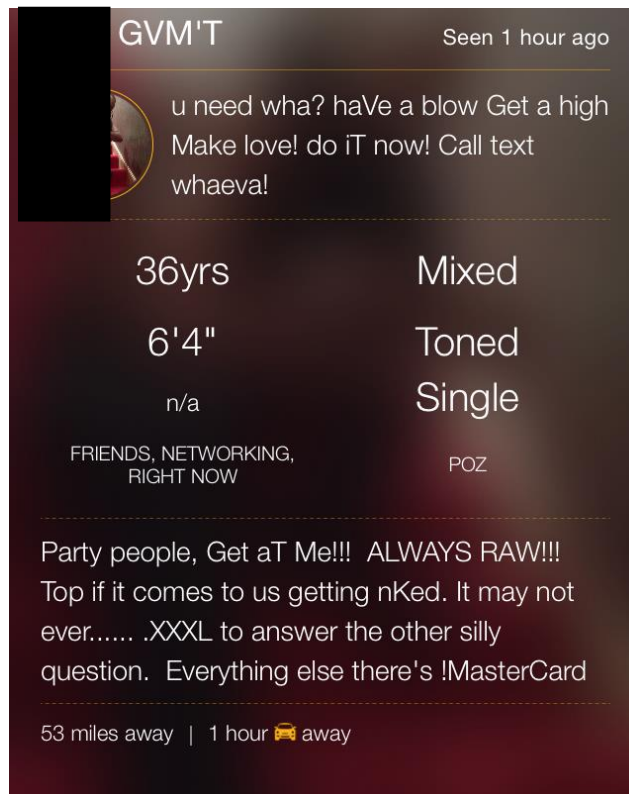 GVM'T
Seen 1 hour ago
u need wha? haVe a blow Get a high
Make love! do iT now! Call text
whaeva!
36yrs
Mixed
6'4"
Toned
n/a
Single
FRIENDS, NETWORKING,
RIGHT NOW
POZ
Party people, Get aT Me!!!  ALWAYS RAW!!!
Top if it comes to us getting nKed. It may not
ever...... .XXXL to answer the other silly
question.  Everything else there's !MasterCard
53 miles away | 1 hour 🚖 away